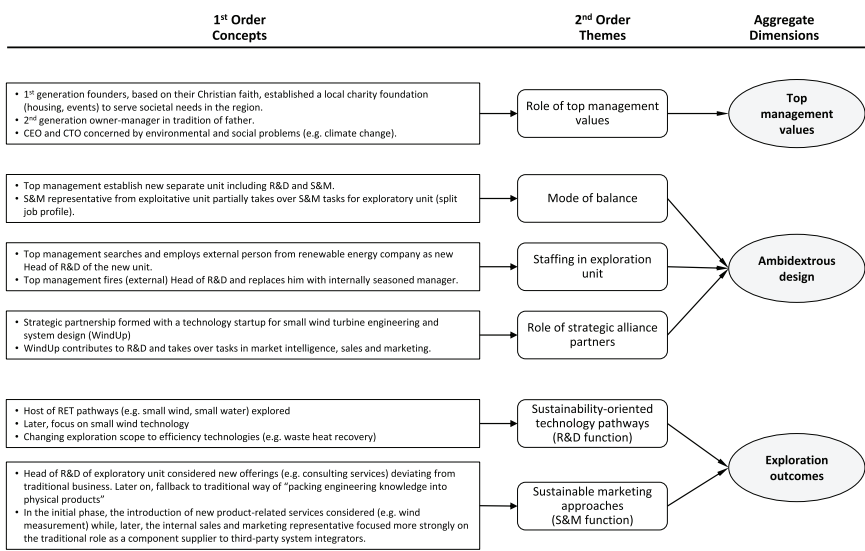 1st Order
Concepts
2nd Order
Themes
Aggregate
Dimensions
• 1st generation founders, based on their Christian faith, established a local charity foundation
(housing, events) to serve societal needs in the region.
• 2nd generation owner-manager in tradition of father.
• CEO and CTO concerned by environmental and social problems (e.g. climate change).
Role of top management
values
Top
management
values
• Top management establish new separate unit including R&D and S&M.
• S&M representative from exploitative unit partially takes over S&M tasks for exploratory unit (split
job profile).
Mode of balance
• Top management searches and employs external person from renewable energy company as new
Head of R&D of the new unit.
• Top management fires (external) Head of R&D and replaces him with internally seasoned manager.
Staffing in exploration
unit
Ambidextrous
design
• Strategic partnership formed with a technology startup for small wind turbine engineering and
system design (WindUp)
• WindUp contributes to R&D and takes over tasks in market intelligence, sales and marketing.
Role of strategic alliance
partners
• Host of RET pathways (e.g. small wind, small water) explored
• Later, focus on small wind technology
• Changing exploration scope to efficiency technologies (e.g. waste heat recovery)
Sustainability-oriented
technology pathways
(R&D function)
• Head of R&D of exploratory unit considered new offerings (e.g. consulting services) deviating from
traditional business. Later on, fallback to traditional way of “packing engineering knowledge into
physical products”
• In the initial phase, the introduction of new product-related services considered (e.g. wind
measurement) while, later, the internal sales and marketing representative focused more strongly on
the traditional role as a component supplier to third-party system integrators.
Sustainable marketing
approaches
(S&M function)
Exploration
outcomes